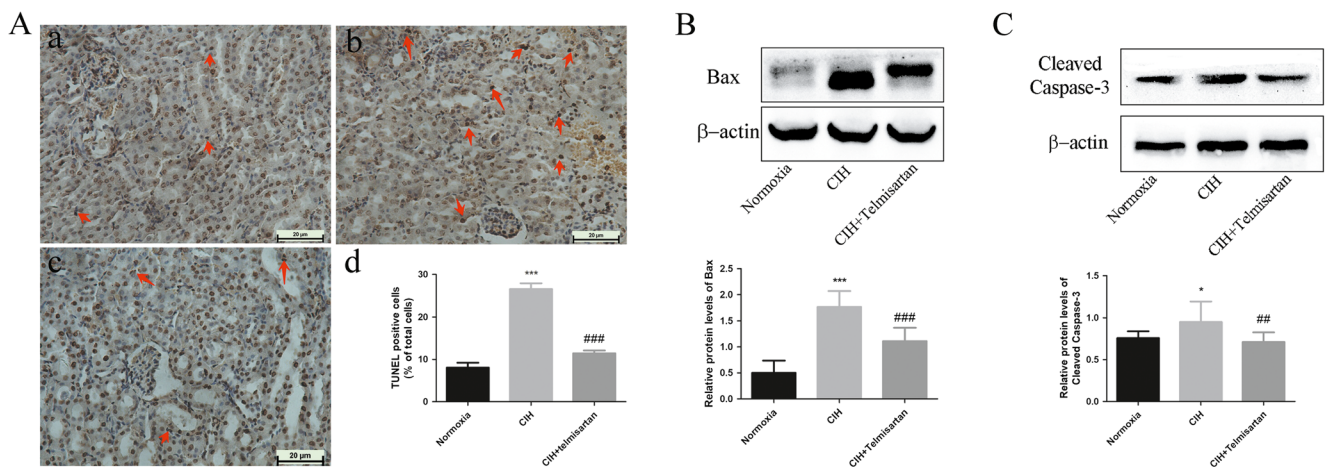 A
a
20 μm
b
20 μm
c
20 μm
d
TUNEL positive cells
(% of total cells)
30
20
10
0
***
###
Normoxia
CIH
CIH+telmisartan
B
Bax
β-actin
Normoxia
CIH
CIH+Telmisartan
Relative protein levels of Bax
2.5
2.0
1.5
1.0
0.5
0.0
***
###
Normoxia
CIH
CIH+Telmisartan
C
Cleaved
Caspase-3
β-actin
Normoxia
CIH
CIH+Telmisartan
Relative protein levels of
Cleaved Caspase-3
1.5
1.0
0.5
0.0
*
##
Normoxia
CIH
CIH+Telmisartan